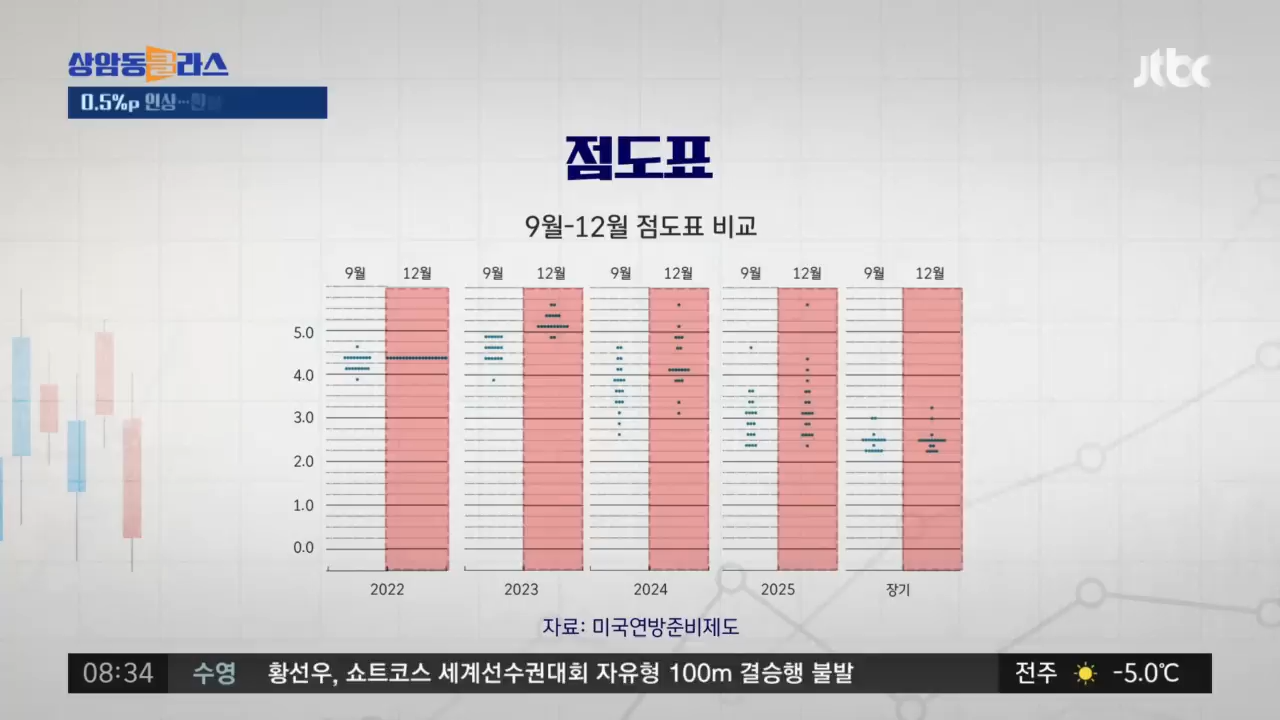 상암동클라스
jtbc
0.5%p 인상…
점도표
9월-12월 점도표 비교
9월 12월 9월 12월 9월 12월 9월 12월 9월 12월
5.0
4.0
3.0
2.0
1.0
0.0
2022 2023 2024 2025 장기
자료: 미국연방준비제도
08:34 수영 황선우, 쇼트코스 세계선수권대회 자유형 100m 결승행 불발 전주 -5.0℃